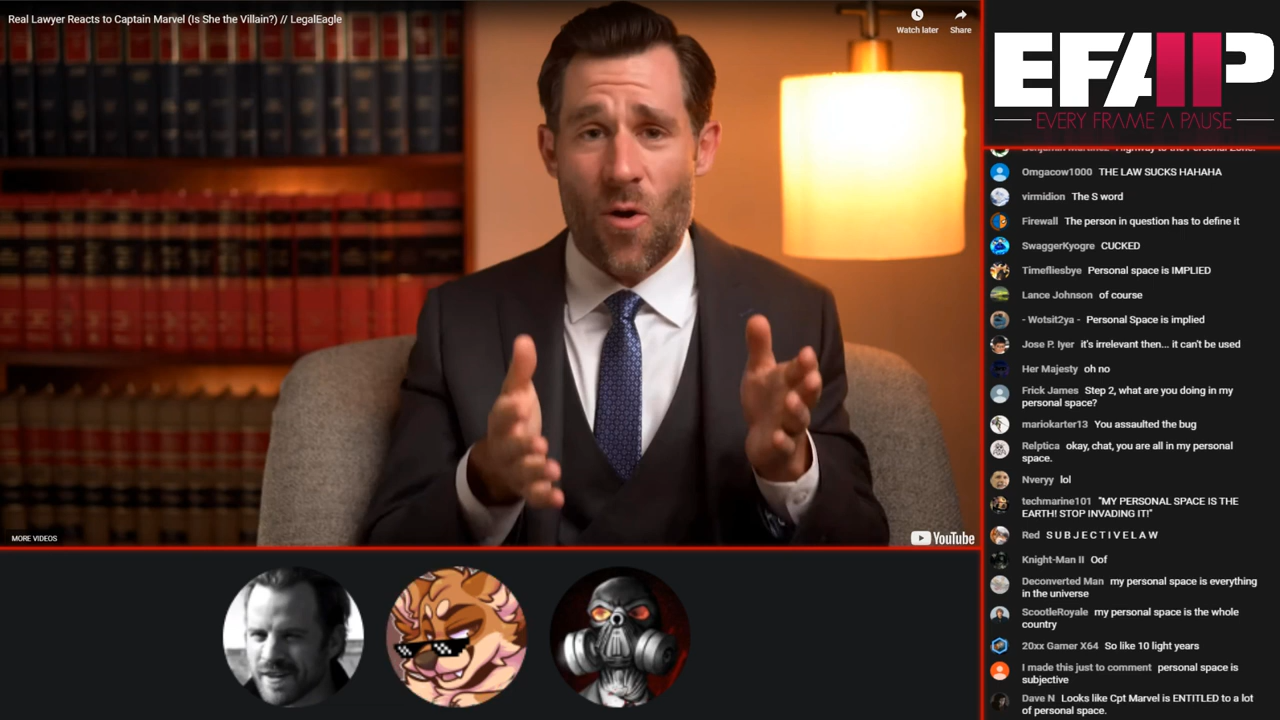 Real Lawyer Reacts to Captain Marvel (Is She the Villain?) // LegalEagle
Watch later
Share
MORE VIDEOS
YouTube
EFAP
EVERY FRAME A PAUSE
Omgacow1000 THE LAW SUCKS HAHAHA
virmidion The S word
Firewall The person in question has to define it
SwaggerKyogre CUCKED
Timefliesbye Personal space is IMPLIED
Lance Johnson of course
- Wotsit2ya - Personal Space is implied
Jose P. Iyer it's irrelevant then... it can't be used
Her Majesty oh no
Frick James Step 2, what are you doing in my
personal space?
mariokarter13 You assaulted the bug
Relptica okay, chat, you are all in my personal
space.
Nveryy lol
techmarine101 "MY PERSONAL SPACE IS THE
EARTH! STOP INVADING IT!"
Red S U B J E C T I V E L A W
Knight-Man II Oof
Deconverted Man my personal space is everything
in the universe
ScootleRoyale my personal space is the whole
country
20xx Gamer X64 So like 10 light years
I made this just to comment personal space is
subjective
Dave N Looks like Cpt Marvel is ENTITLED to a lot
of personal space.